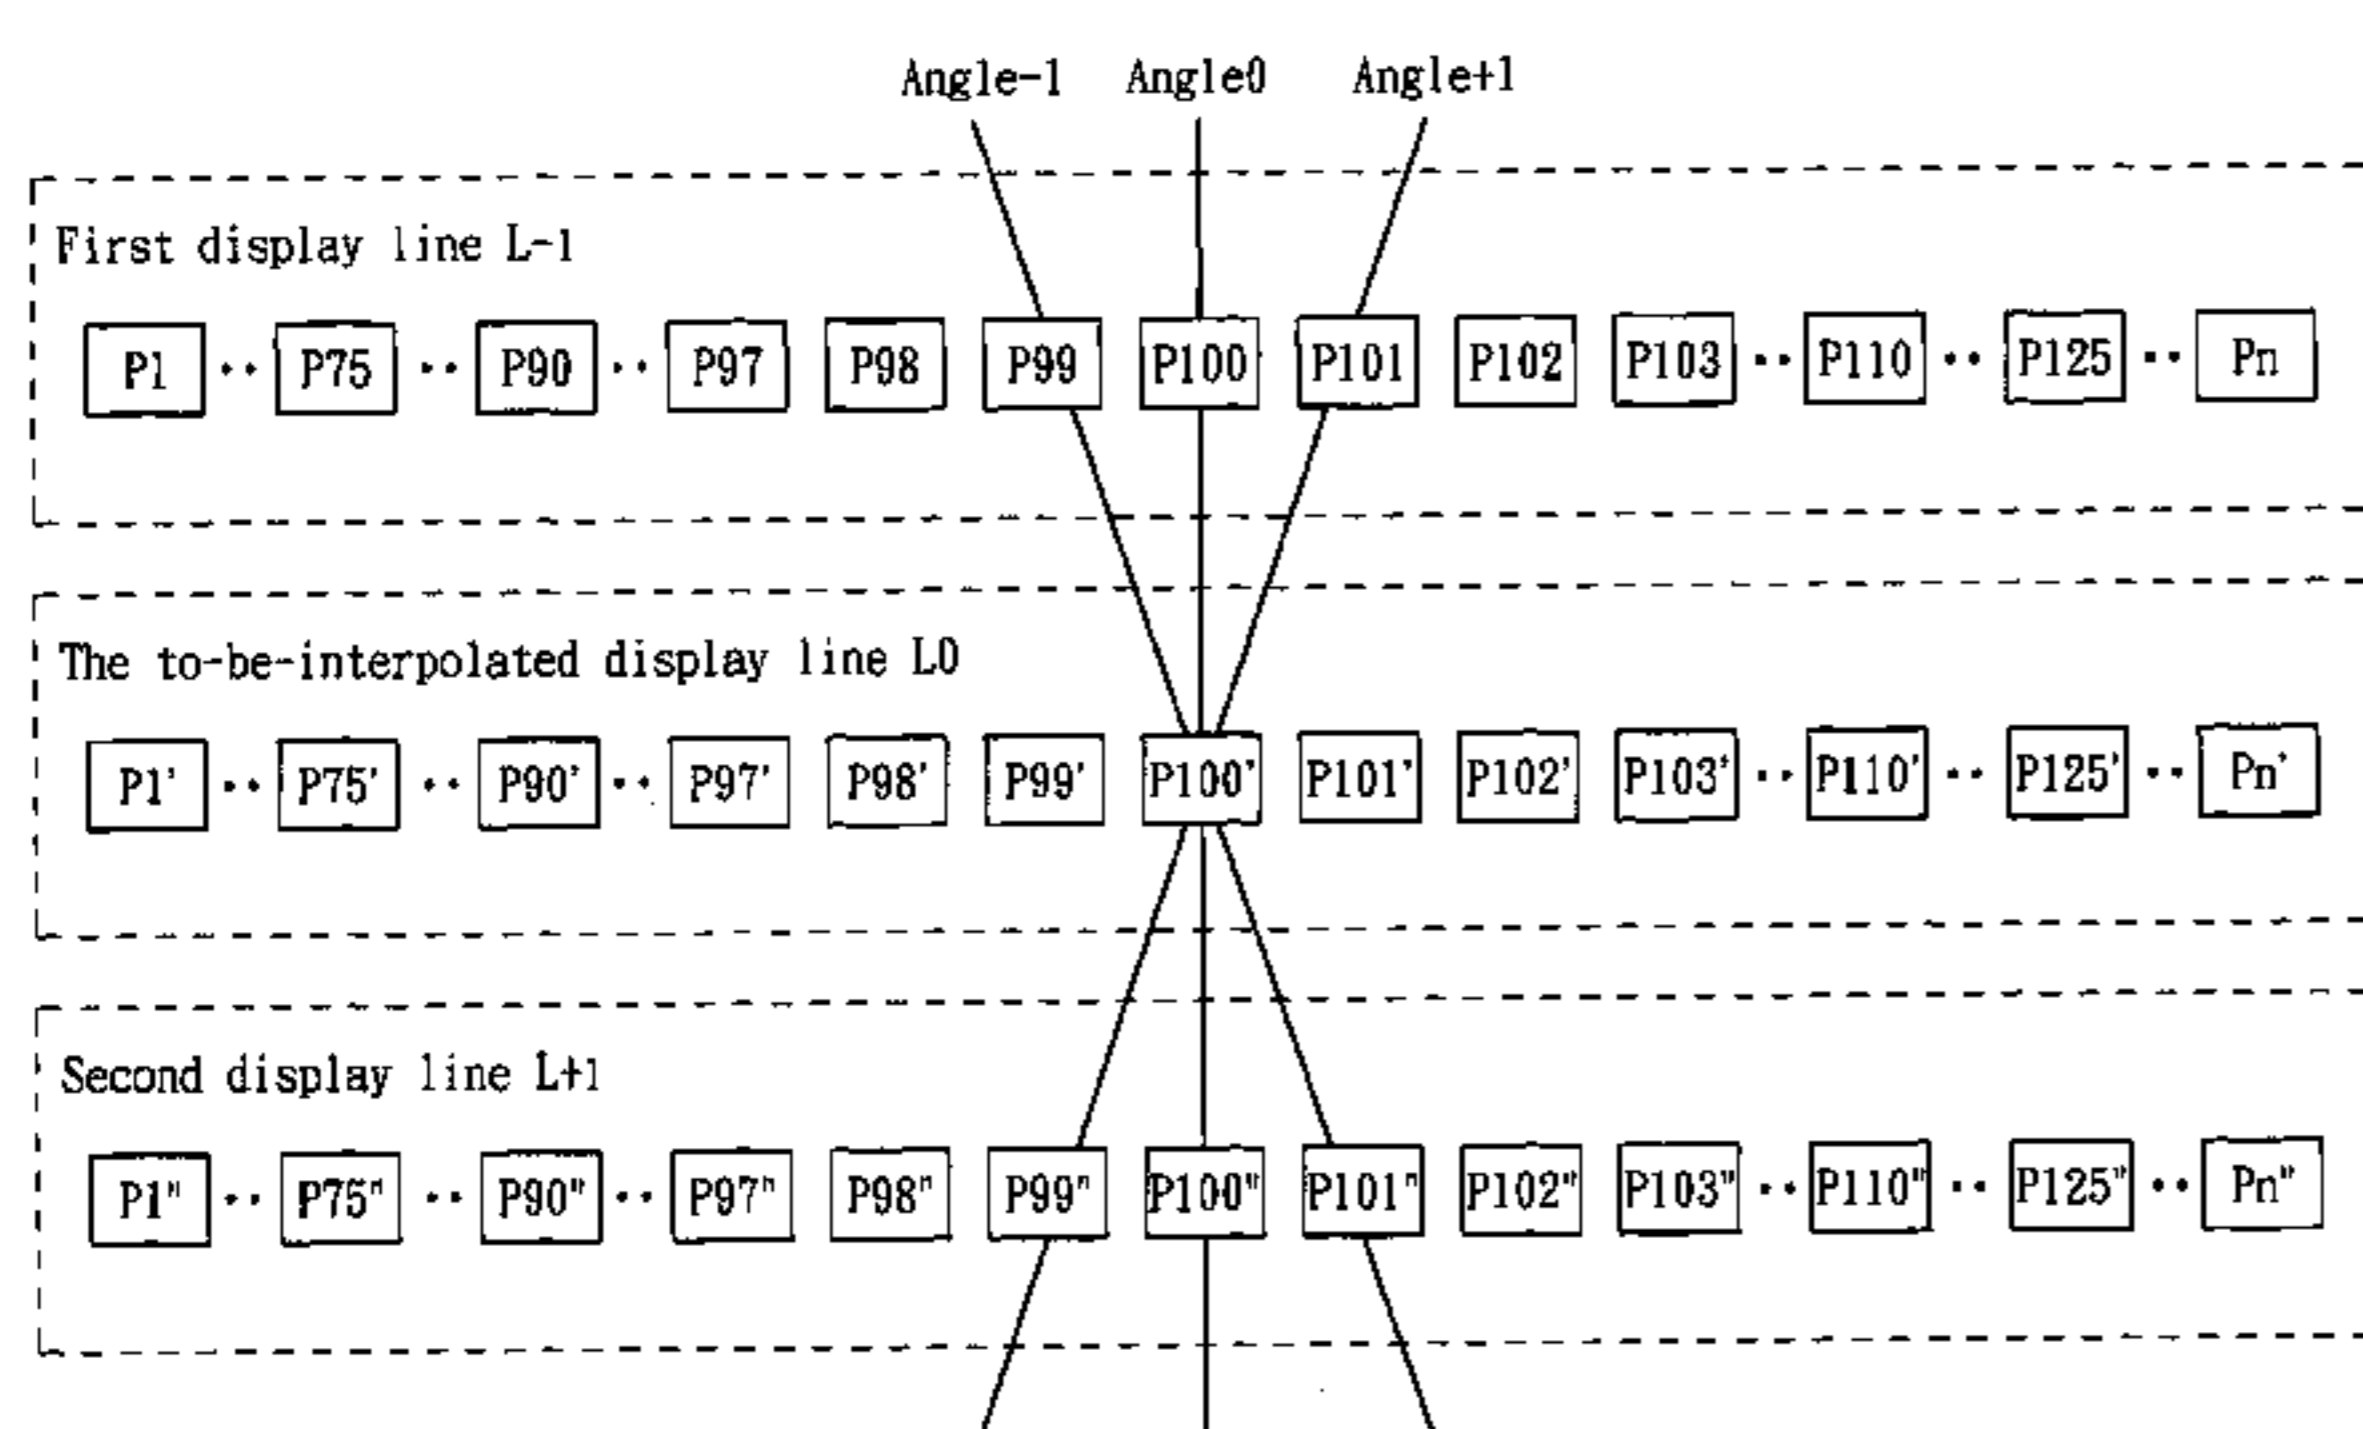 Angle-1 Angle0 Angle+1
First display line L-1
P1 ·· P75 ·· P90 ·· P97 P98 P99 P100 P101 P102 P103 ·· P110 ·· P125 ·· Pn
The to-be-interpolated display line L0
P1' ·· P75' ·· P90' ·· P97' P98' P99' P100' P101' P102' P103' ·· P110' ·· P125' ·· Pn'
Second display line L+1
P1" ·· P75" ·· P90" ·· P97" P98" P99" P100" P101" P102" P103" ·· P110" ·· P125" ·· Pn"